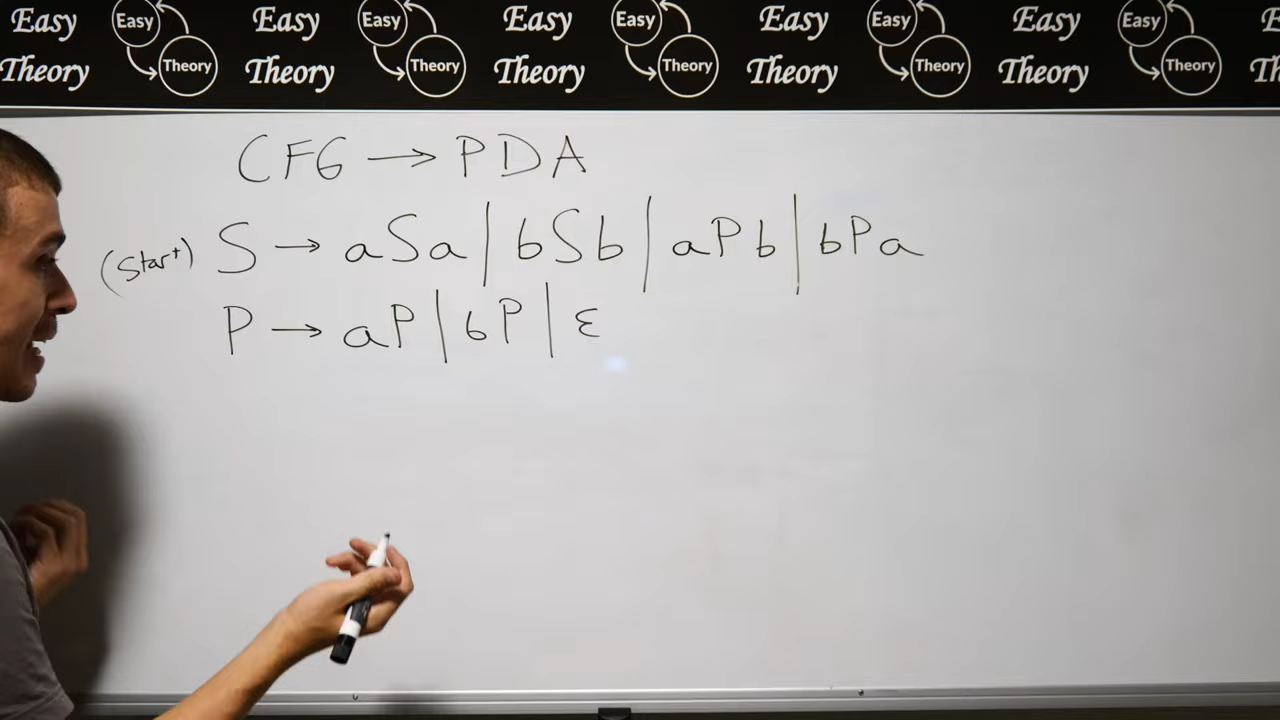 Easy Easy Easy Easy Easy Easy Easy Easy Easy E
Theory Theory Theory Theory Theory Theory Theory Theory Theory Theory Th
CFG → PDA
(Start) S → aSa | bSb | aPb | bPa
P → aP | bP | ε